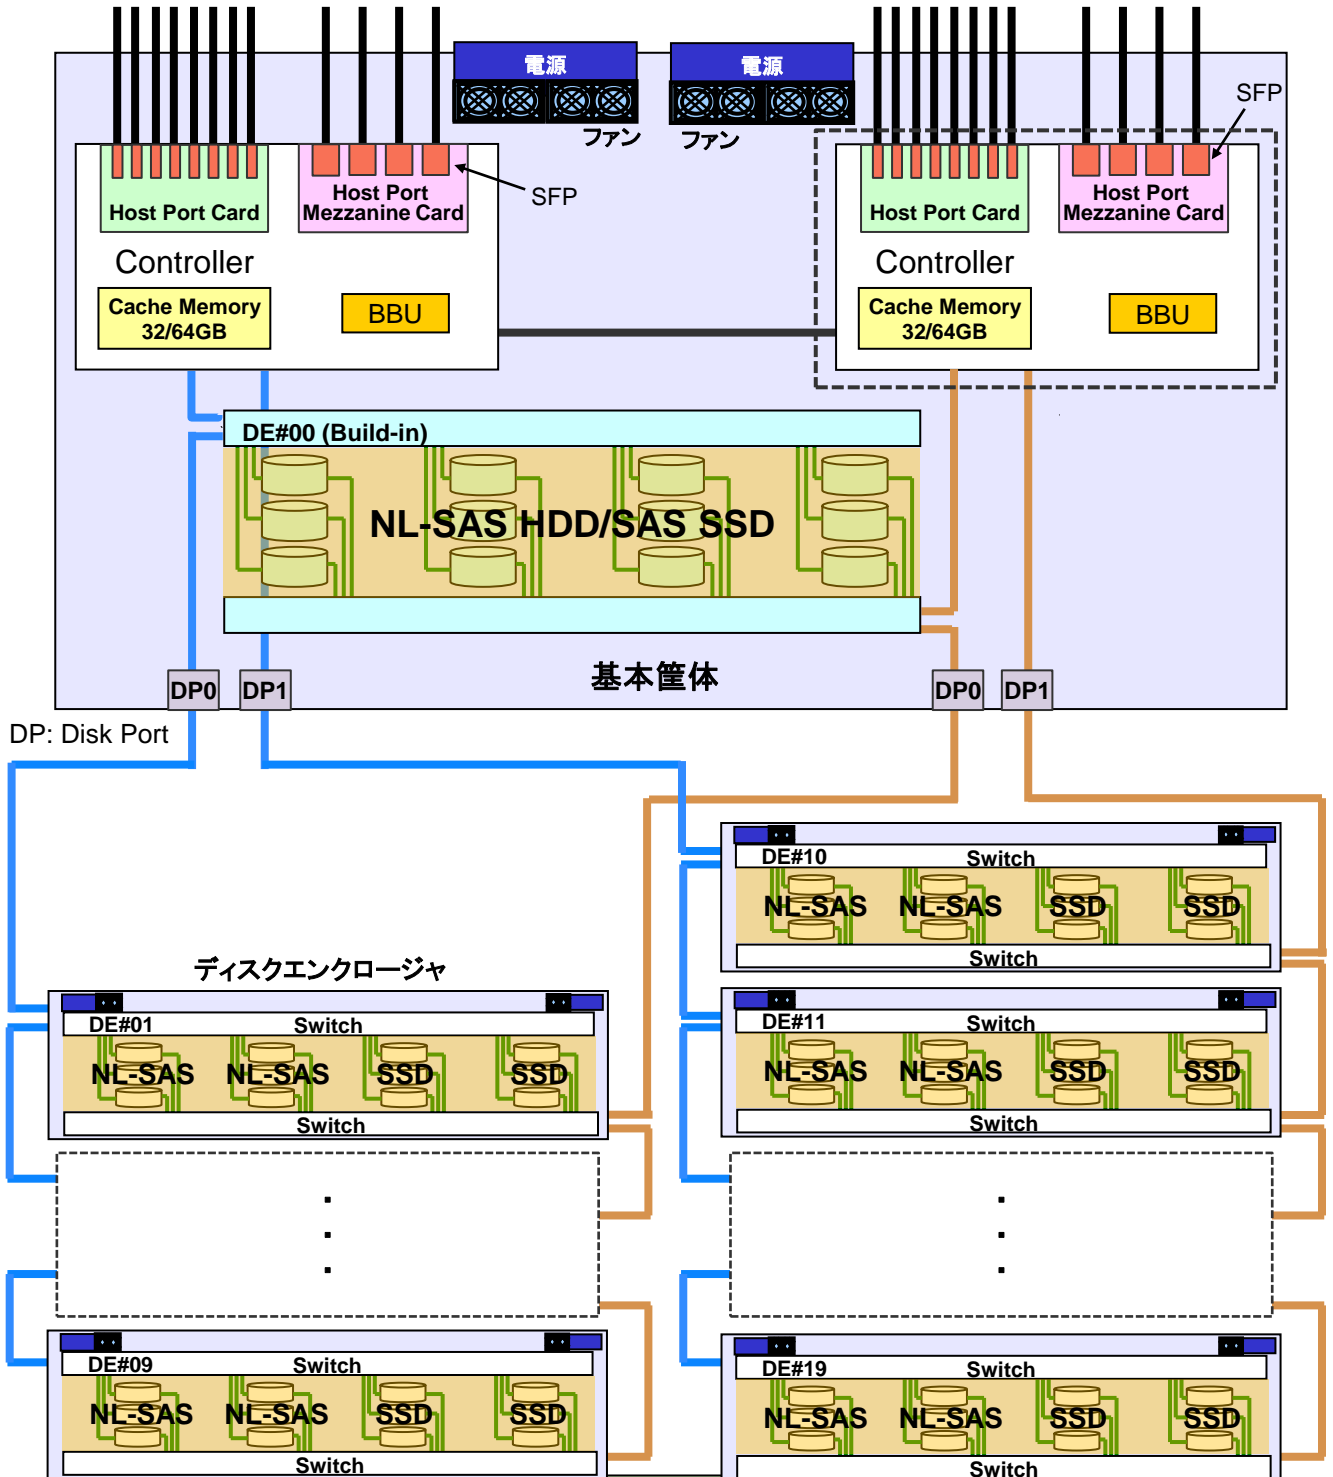 電源
電源
ファン
ファン
SFP
SFP
Host Port Card
Host Port
Mezzanine Card
Host Port Card
Host Port
Mezzanine Card
Controller
Controller
Cache Memory
32/64GB
BBU
Cache Memory
32/64GB
BBU
DE#00 (Build-in)
NL-SAS HDD/SAS SSD
基本筐体
DP0
DP1
DP0
DP1
DP: Disk Port
DE#10
Switch
NL-SAS
NL-SAS
SSD
SSD
Switch
ディスクエンクロージャ
DE#01
Switch
NL-SAS
NL-SAS
SSD
SSD
Switch
DE#11
Switch
NL-SAS
NL-SAS
SSD
SSD
Switch
DE#09
Switch
NL-SAS
NL-SAS
SSD
SSD
Switch
DE#19
Switch
NL-SAS
NL-SAS
SSD
SSD
Switch